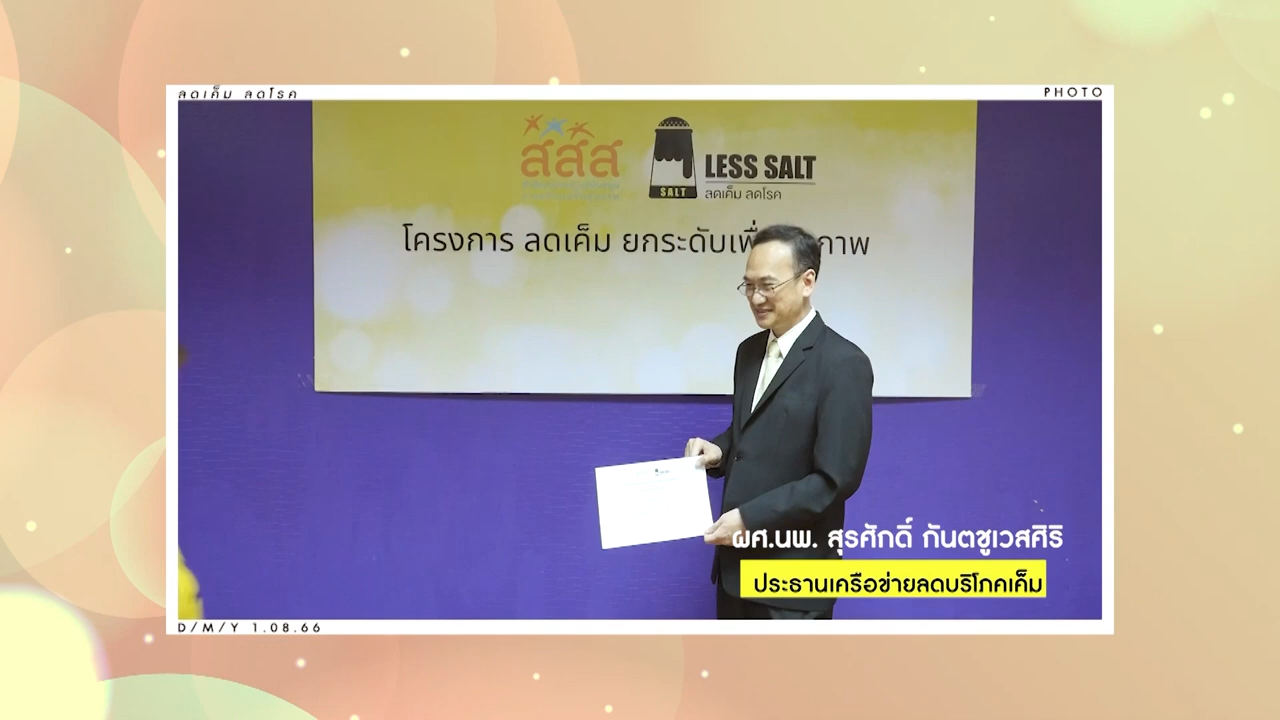 ลดเค็ม ลดโรค
PHOTO
สสส
SALT
LESS SALT
ลดเค็ม ลดโรค
โครงการ ลดเค็ม ยกระดับเพื่
ภาพ
ผศ.นพ. สุรศักดิ์ กันตชูเวสศิริ
ประธานเครือข่ายลดบริโภคเค็ม
D/M/Y 1.08.66